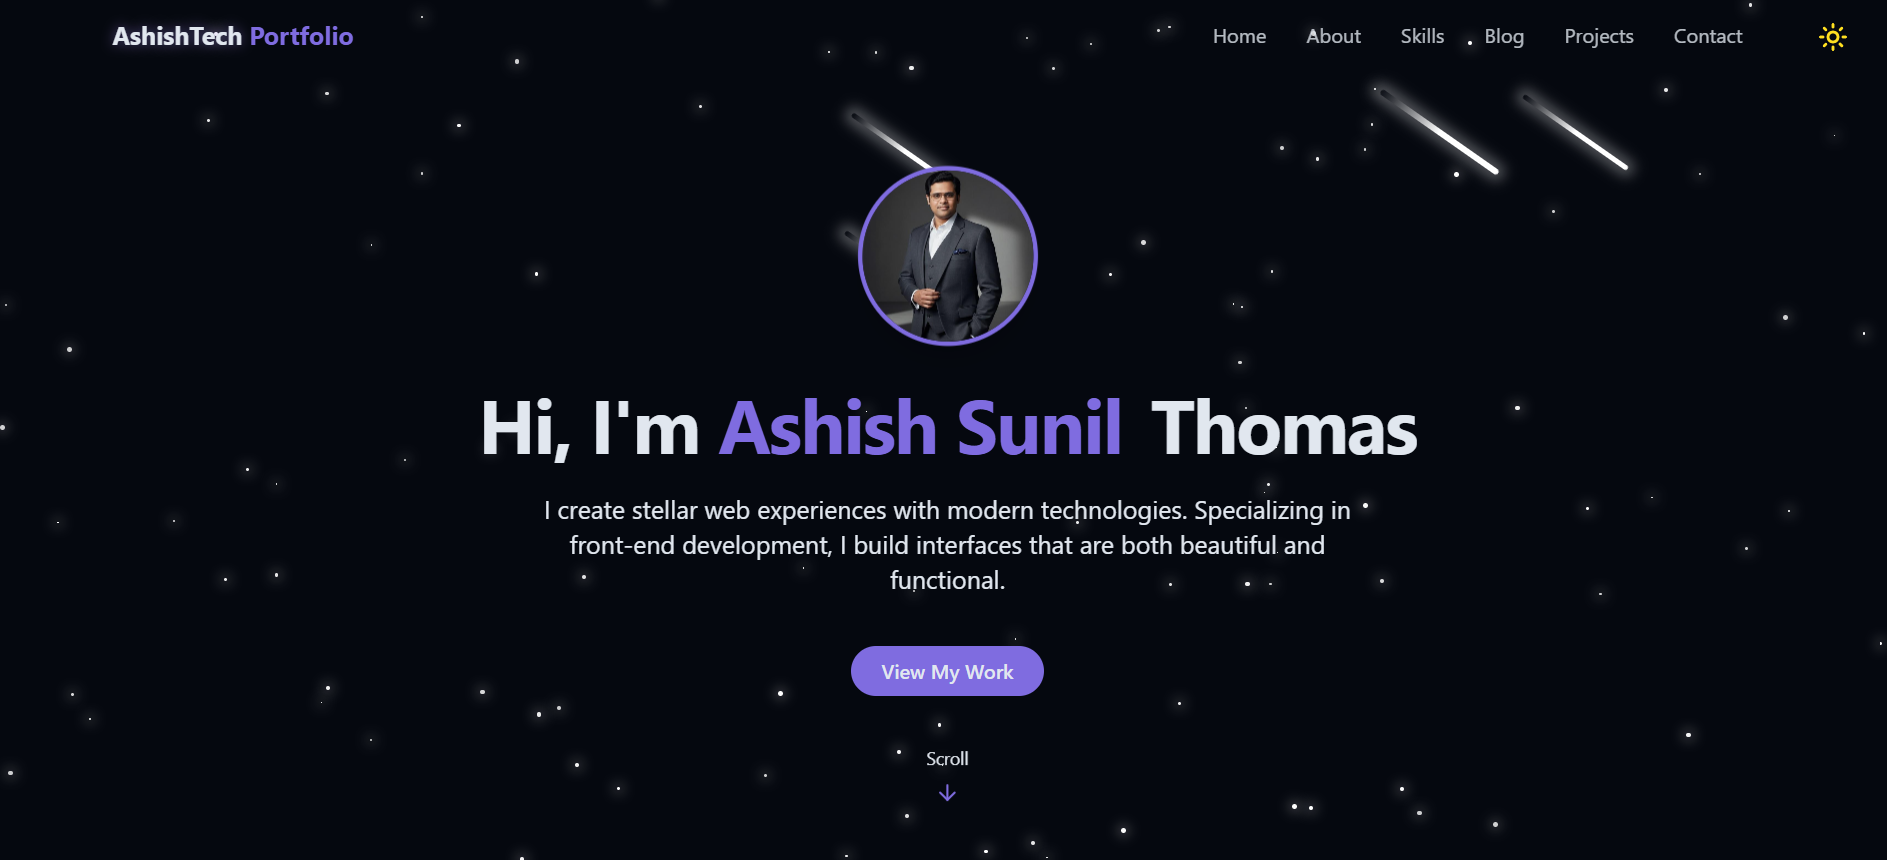 AshishTech Portfolio
Home About Skills Blog Projects Contact
Hi, I'm Ashish Sunil Thomas
I create stellar web experiences with modern technologies. Specializing in
front-end development, I build interfaces that are both beautiful and
functional.
View My Work
Scroll